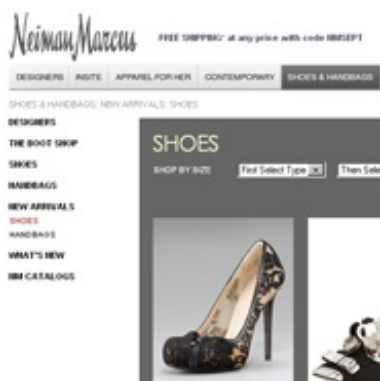 Neiman Marcus
FREE SHIPPING* at any price with code NMSEPT
DESIGNERS INSITE APPAREL FOR HER CONTEMPORARY SHOES & HANDBAGS
SHOES & HANDBAGS: NEW ARRIVALS: SHOES
DESIGNERS
THE BOOT SHOP
SHOES
HANDBAGS
NEW ARRIVALS
SHOES
HANDBAGS
WHAT'S NEW
NM CATALOGS
SHOES
SHOP BY SIZE First Select Type Then Sele